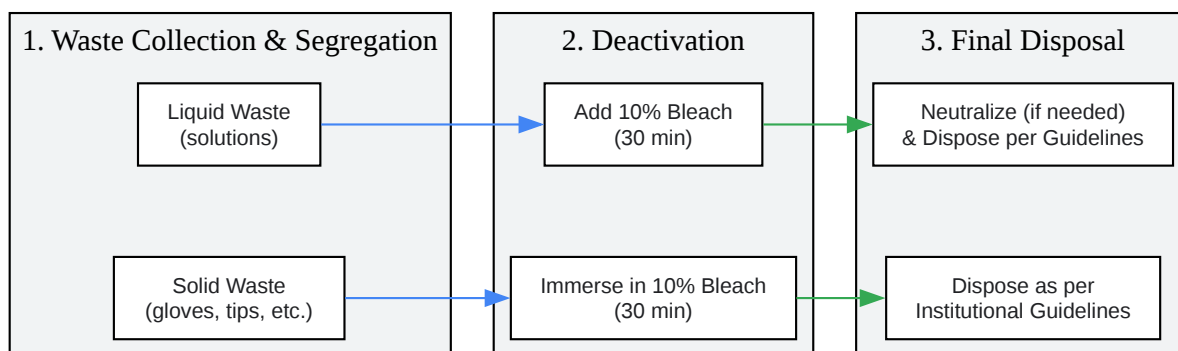 1. Waste Collection & Segregation
Liquid Waste
(solutions)
Solid Waste
(gloves, tips, etc.)
2. Deactivation
Add 10% Bleach
(30 min)
Immerse in 10% Bleach
(30 min)
3. Final Disposal
Neutralize (if needed)
& Dispose per Guidelines
Dispose as per
Institutional Guidelines